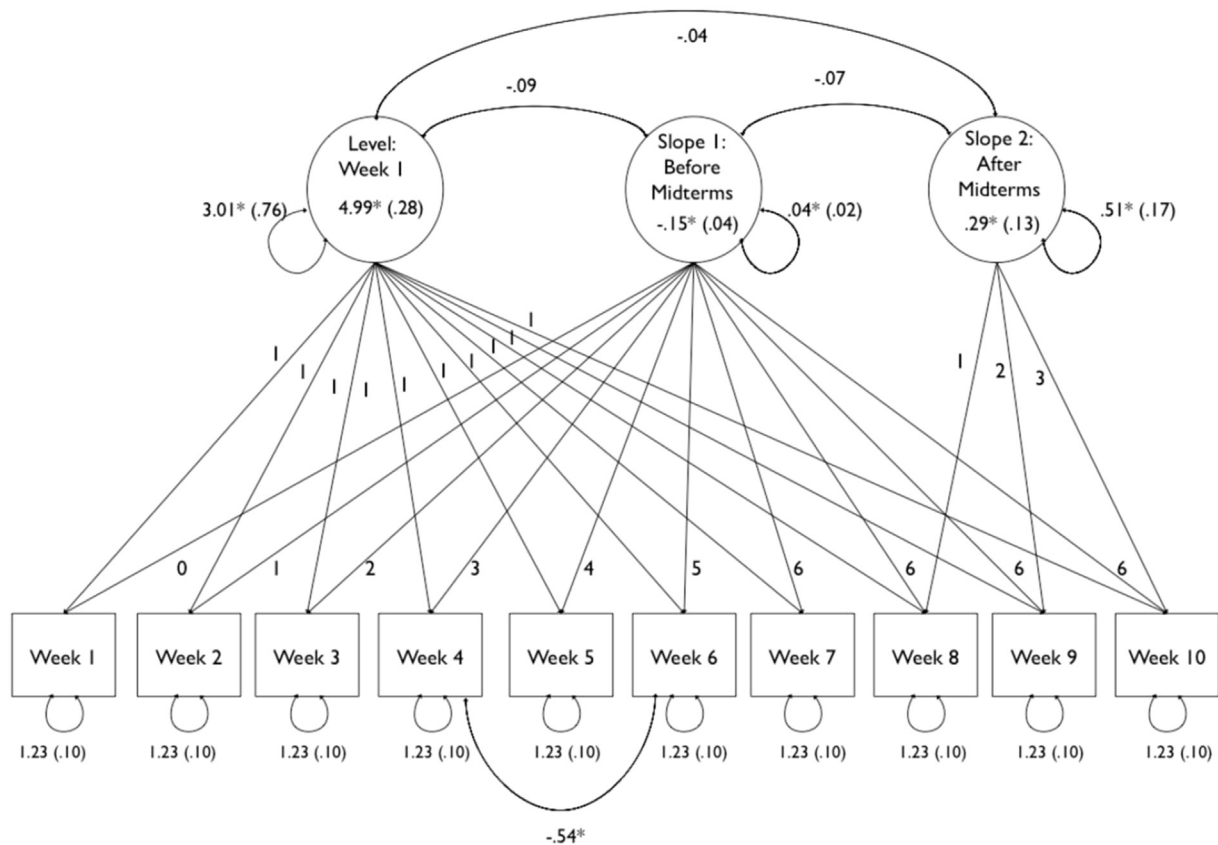 -.04
-.09
-.07
Level:
Week 1
4.99* (.28)
Slope 1:
Before
Midterms
-.15* (.04)
Slope 2:
After
Midterms
.29* (.13)
3.01* (.76)
.04* (.02)
.51* (.17)
1
1
1
1
1
1
1
1
1
1
1
2
3
0
1
2
3
4
5
6
6
6
6
Week 1
Week 2
Week 3
Week 4
Week 5
Week 6
Week 7
Week 8
Week 9
Week 10
1.23 (.10)
1.23 (.10)
1.23 (.10)
1.23 (.10)
1.23 (.10)
1.23 (.10)
1.23 (.10)
1.23 (.10)
1.23 (.10)
1.23 (.10)
-.54*